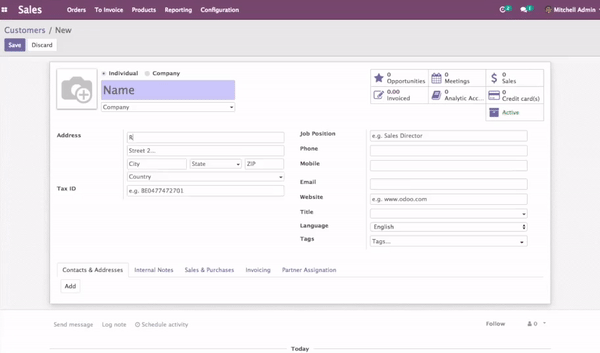 Sales Orders To Invoice Products Reporting Configuration 2 1 Mitchell Admin
Customers / New
Save Discard
Individual Company
Name
Company
0 Opportunities
0 Meetings
0 Sales
0.00 Invoiced
0 Analytic Acc...
0 Credit card(s)
Active
Address R
Street 2...
City State ZIP
Country
Tax ID e.g. BE0477472701
Job Position e.g. Sales Director
Phone
Mobile
Email
Website e.g. www.odoo.com
Title
Language English
Tags Tags...
Contacts & Addresses Internal Notes Sales & Purchases Invoicing Partner Assignation
Add
Send message Log note Schedule activity Follow 0
Today